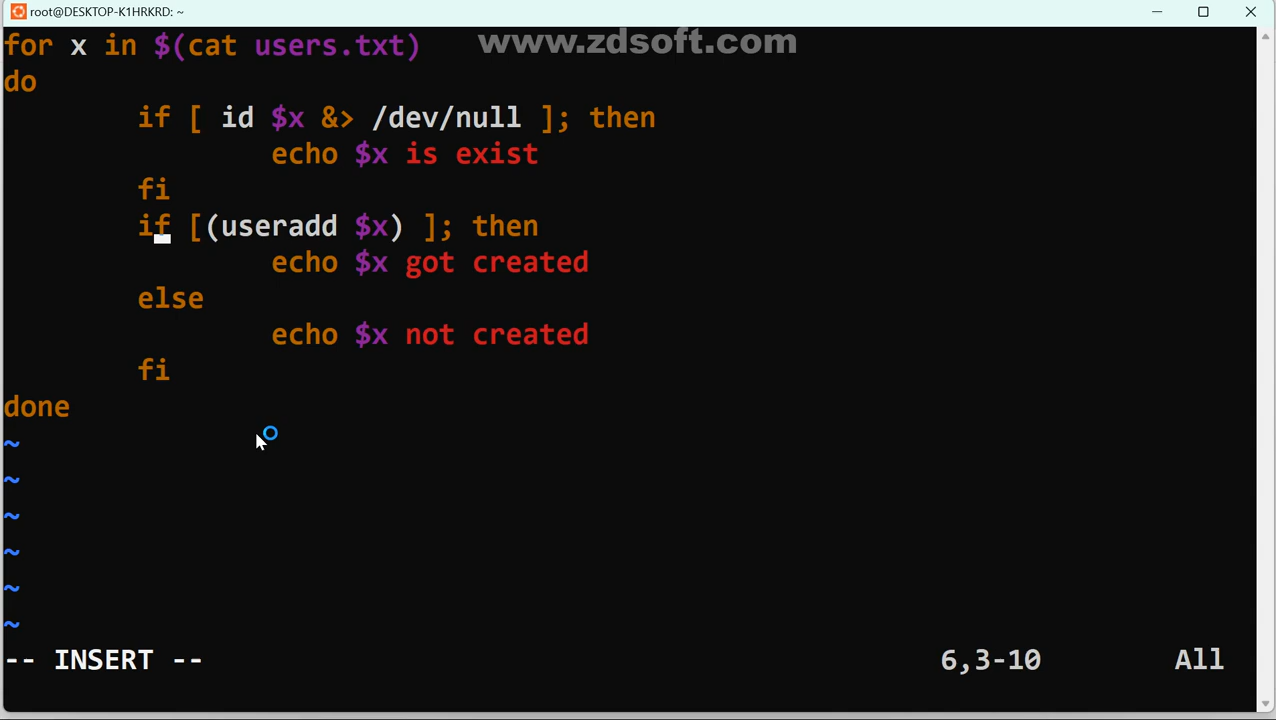 root@DESKTOP-K1HRKRD: ~
www.zdsoft.com
for x in $(cat users.txt)
do
if [ id $x &> /dev/null ]; then
echo $x is exist
fi
if [(useradd $x) ]; then
echo $x got created
else
echo $x not created
fi
done
~
~
~
~
~
~
-- INSERT --
6,3-10
All